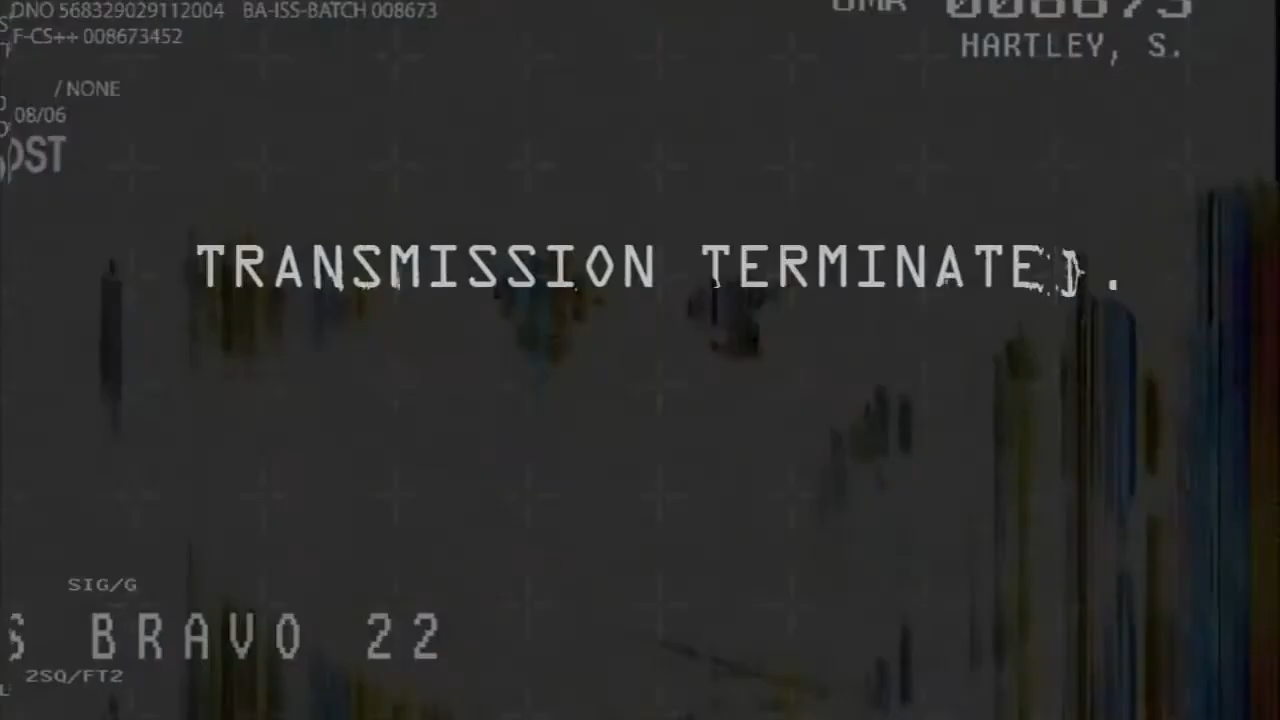 DNO 568329029112004 BA-ISS-BATCH 008673
F-CS++ 008673452
008673
HARTLEY, S.
/ NONE
08/06
TRANSMISSION TERMINATED.
SIG/G
S BRAVO 22
2SQ/FT2